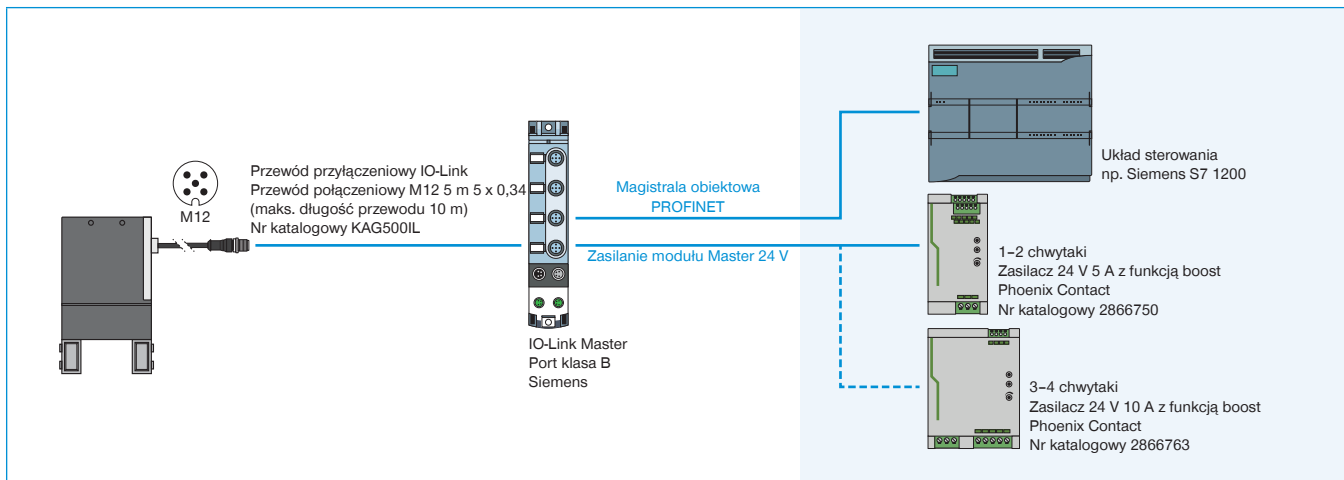 M12
Przewód przyłączeniowy IO-Link
Przewód połączeniowy M12 5 m 5 x 0,34
(maks. długość przewodu 10 m)
Nr katalogowy KAG500IL
IO-Link Master
Port klasa B
Siemens
Magistrala obiektowa
PROFINET
Zasilanie modułu Master 24 V
Układ sterowania
np. Siemens S7 1200
1–2 chwytaki
Zasilacz 24 V 5 A z funkcją boost
Phoenix Contact
Nr katalogowy 2866750
3–4 chwytaki
Zasilacz 24 V 10 A z funkcją boost
Phoenix Contact
Nr katalogowy 2866763